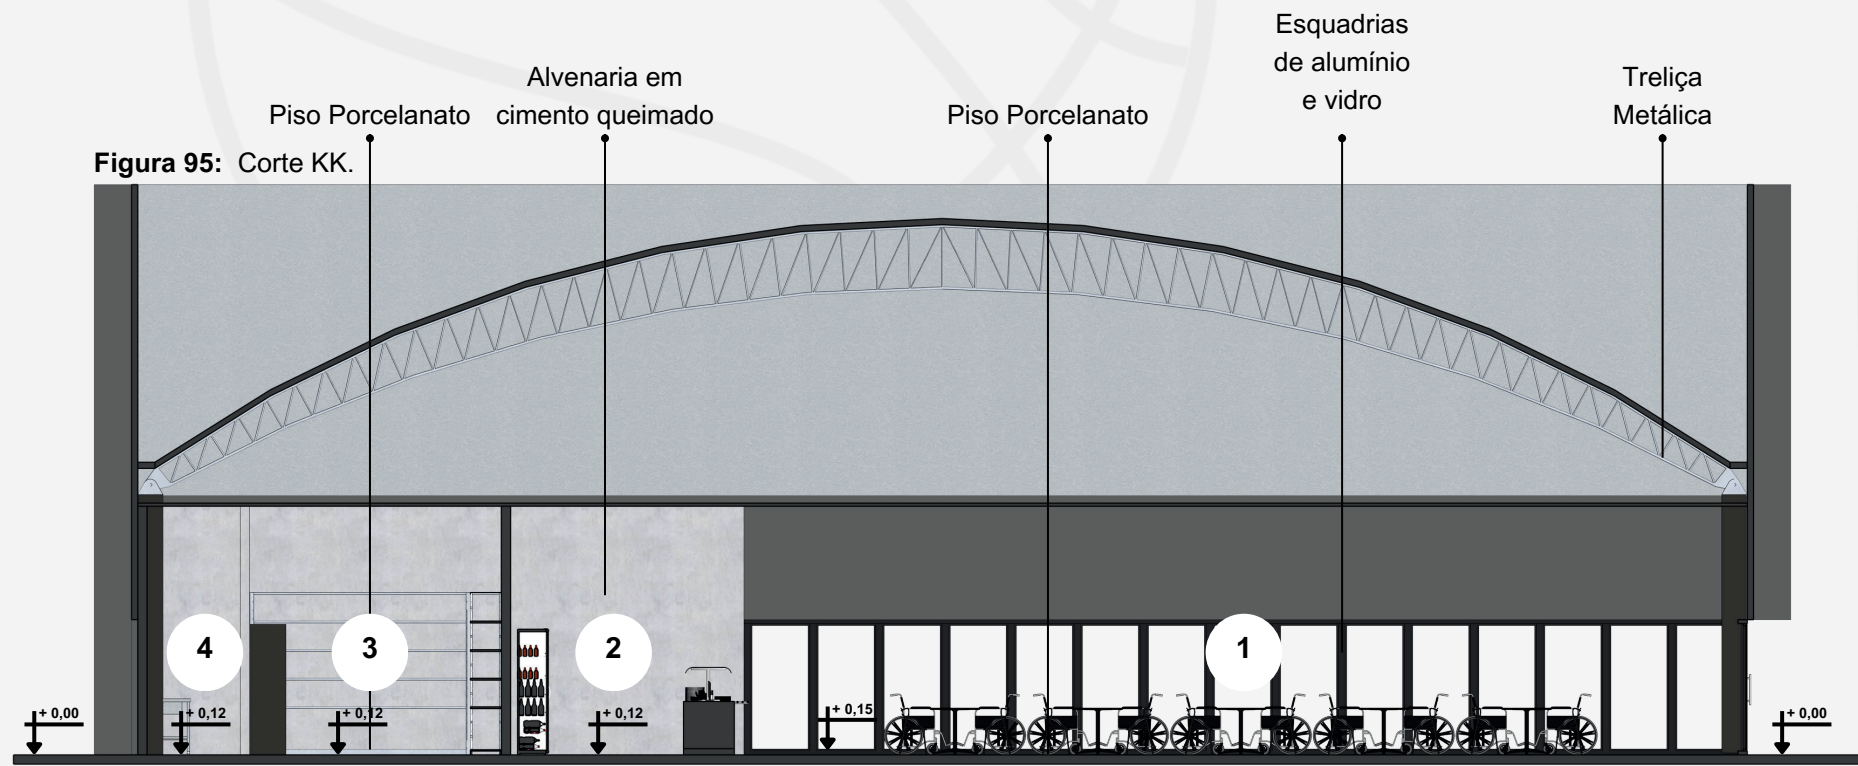 Esquadrias
de alumínio
e vidro
Alvenaria em
cimento queimado
Treliça
Metálica
Piso Porcelanato
Piso Porcelanato
Figura 95: Corte KK.
4
3
2
1
+ 0,00
+ 0,12
+ 0,12
+ 0,12
+ 0,15
+ 0,00